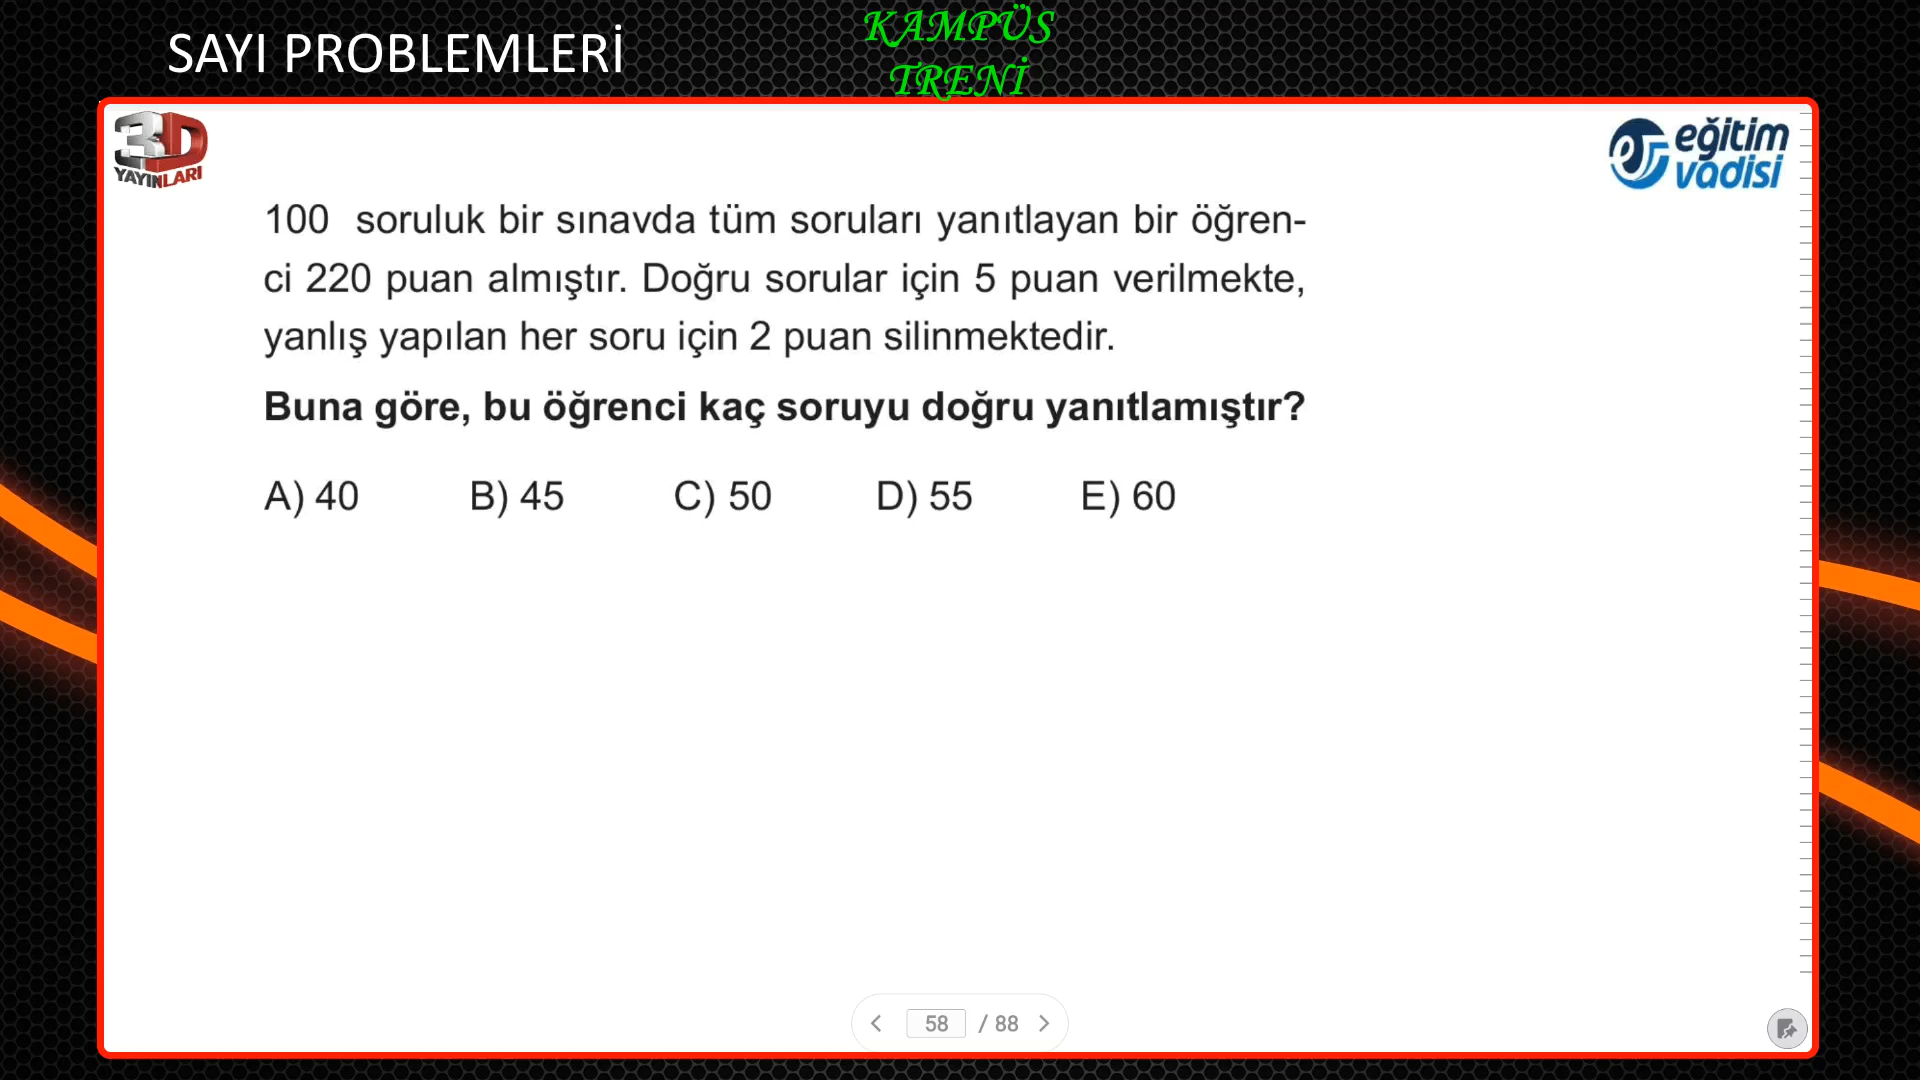 SAYI PROBLEMLERİ
KAMPÜS
TRENİ
3D
YAYINLARI
eğitim
vadisi
100 soruluk bir sınavda tüm soruları yanıtlayan bir öğren-
ci 220 puan almıştır. Doğru sorular için 5 puan verilmekte,
yanlış yapılan her soru için 2 puan silinmektedir.
Buna göre, bu öğrenci kaç soruyu doğru yanıtlamıştır?
A) 40 B) 45 C) 50 D) 55 E) 60
58 / 88